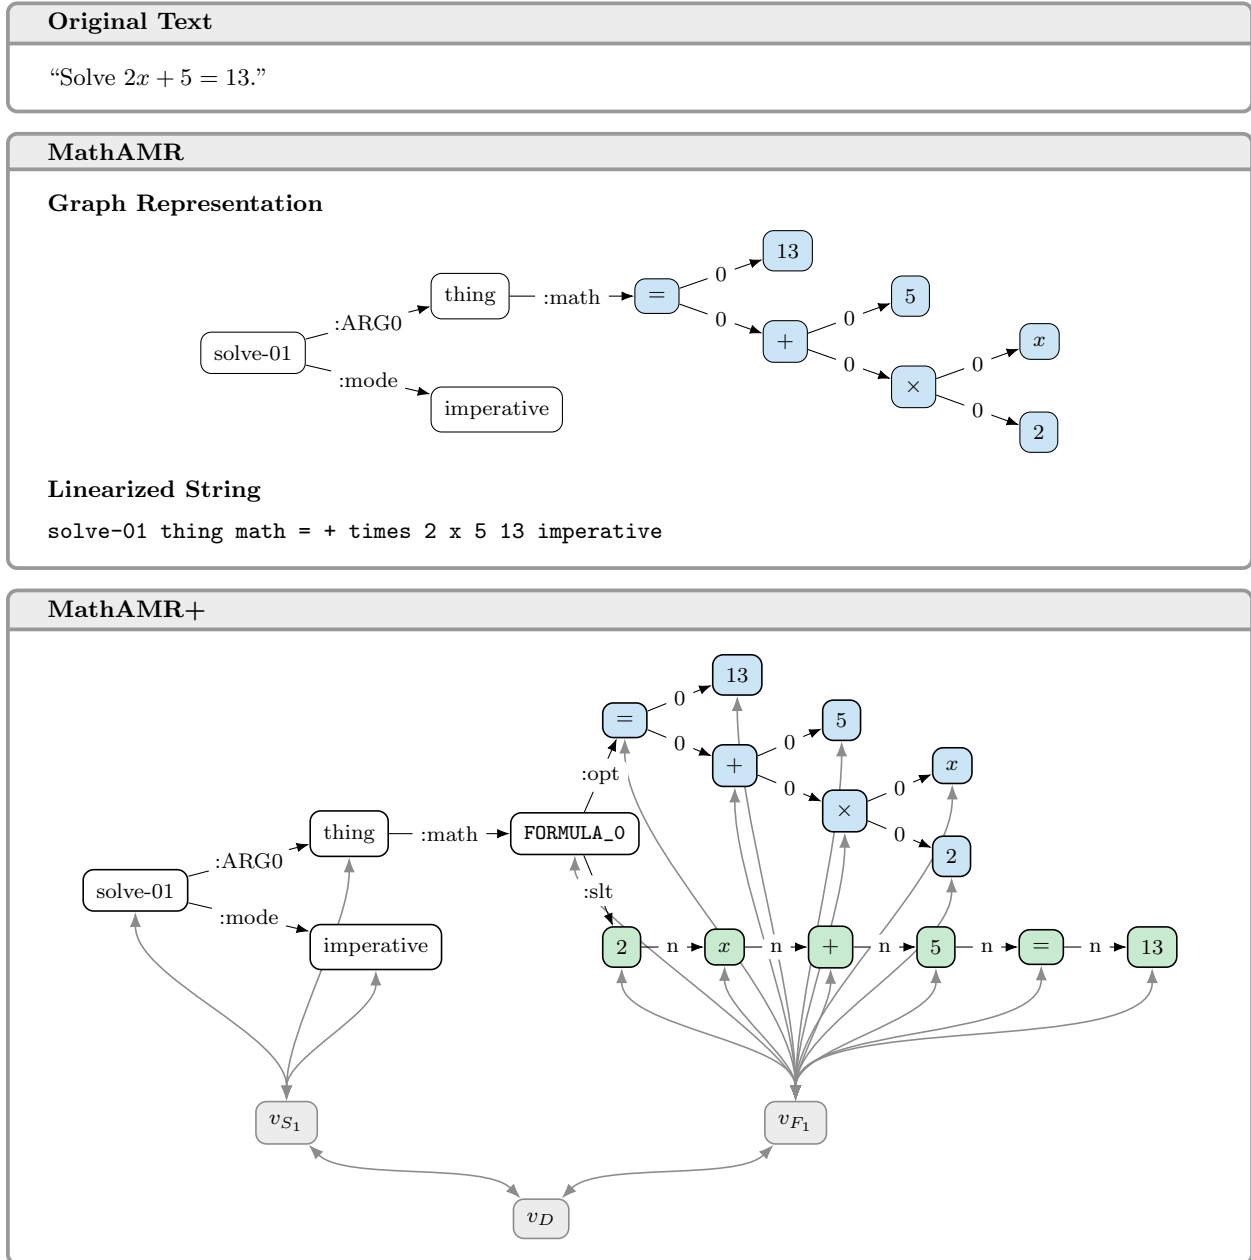 Original Text
“Solve 2x + 5 = 13.”
MathAMR
Graph Representation
13
thing :math = 0 5
:ARG0 0 0
solve-01 + x
:mode 0 0
imperative × 0
2
Linearized String
solve-01 thing math = + times 2 x 5 13 imperative
MathAMR+
13
= 0 5
0 0
:opt + x
0 0
thing :math FORMULA_0 ×
:ARG0 0
solve-01 2
:mode :slt
imperative 2 n x n + n 5 n = n 13
v_{S_1} v_{F_1}
v_D